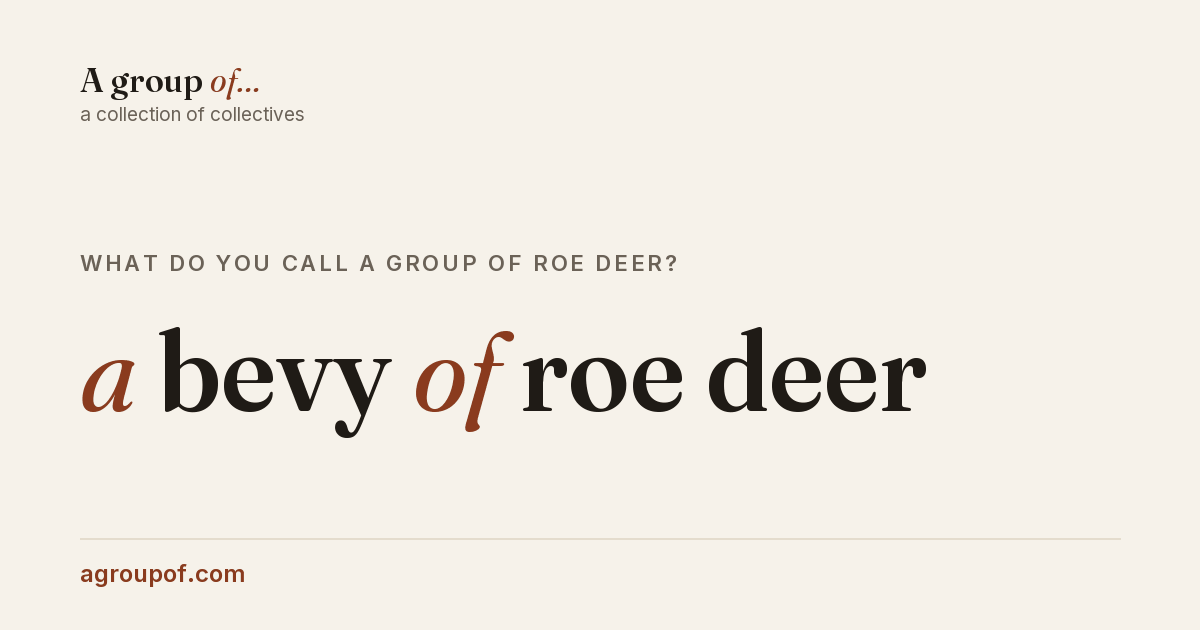 A group of...
a collection of collectives
WHAT DO YOU CALL A GROUP OF ROE DEER?
a bevy of roe deer
agroupof.com